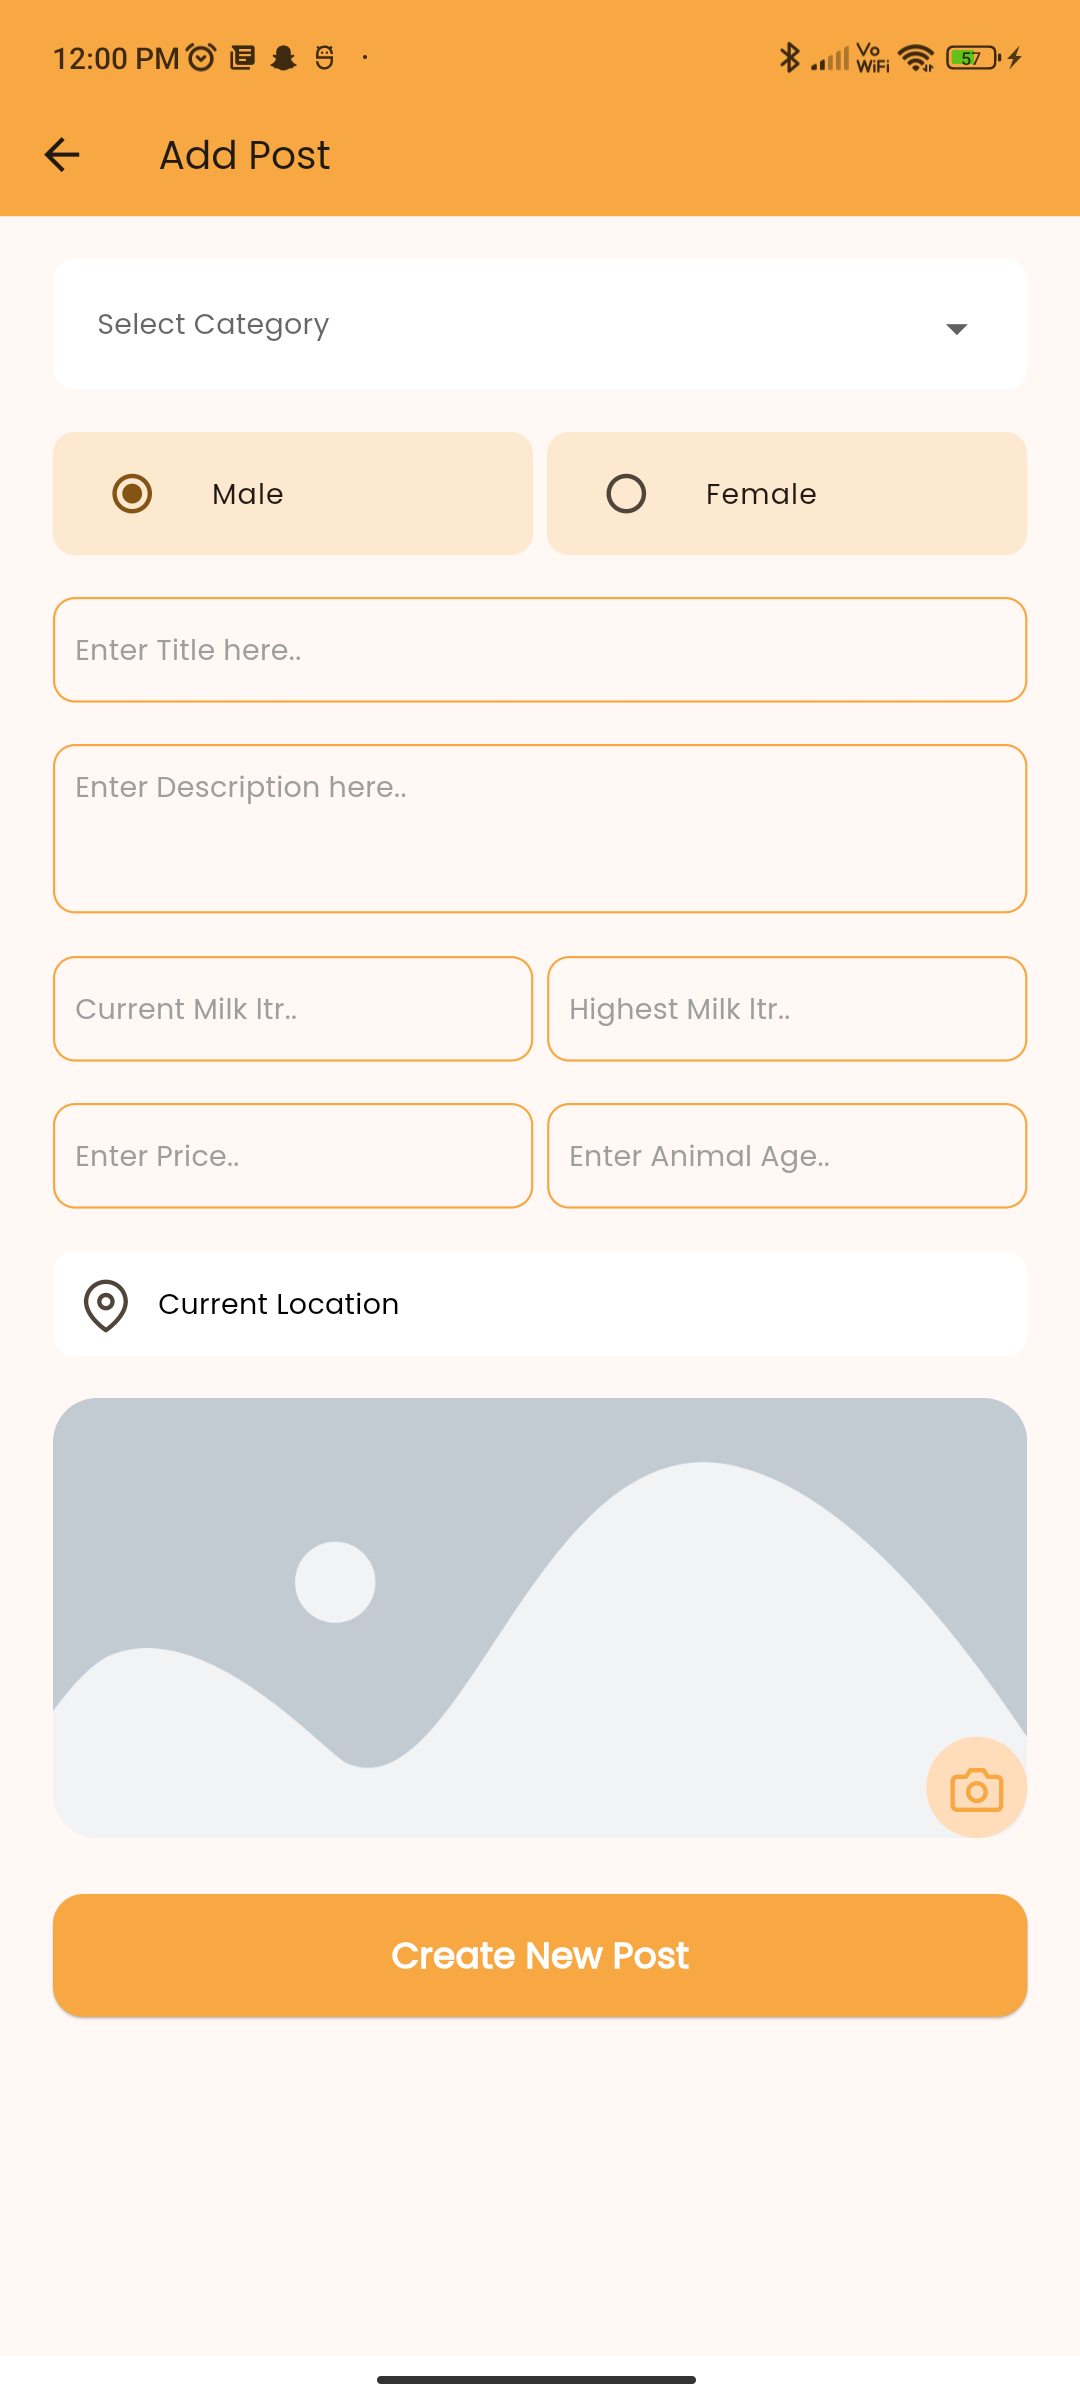 12:00 PM
Vo WiFi
57
Add Post
Select Category
Male
Female
Enter Title here..
Enter Description here..
Current Milk ltr..
Highest Milk ltr..
Enter Price..
Enter Animal Age..
Current Location
Create New Post